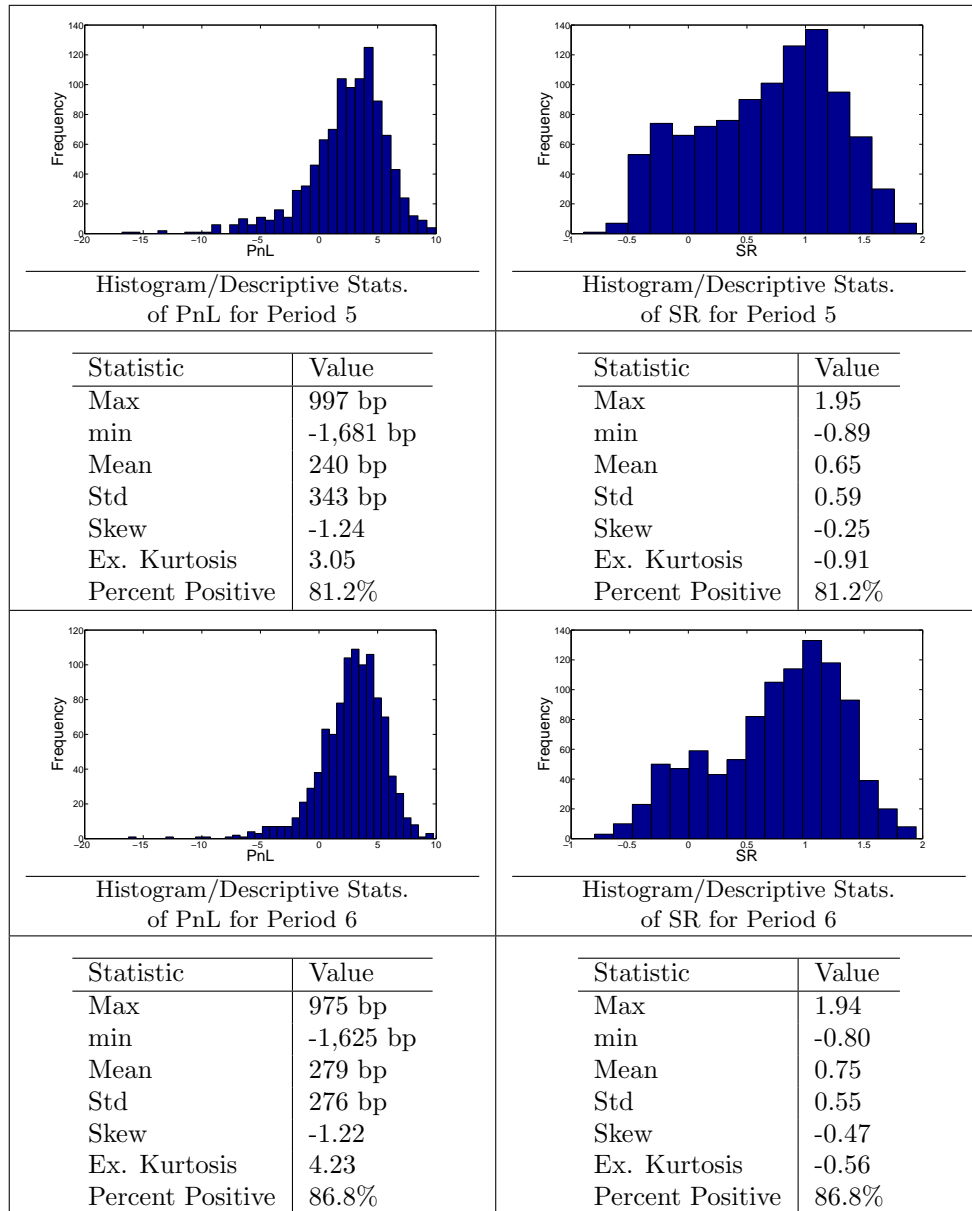 140
120
100
80
60
40
20
0
Frequency
−20 −15 −10 −5 0 5 10
PnL
Histogram/Descriptive Stats.
of PnL for Period 5
140
120
100
80
60
40
20
0
Frequency
−1 −0.5 0 0.5 1 1.5 2
SR
Histogram/Descriptive Stats.
of SR for Period 5
Statistic Value
Max 997 bp
min -1,681 bp
Mean 240 bp
Std 343 bp
Skew -1.24
Ex. Kurtosis 3.05
Percent Positive 81.2%
Statistic Value
Max 1.95
min -0.89
Mean 0.65
Std 0.59
Skew -0.25
Ex. Kurtosis -0.91
Percent Positive 81.2%
120
100
80
60
40
20
0
Frequency
−20 −15 −10 −5 0 5 10
PnL
Histogram/Descriptive Stats.
of PnL for Period 6
140
120
100
80
60
40
20
0
Frequency
−1 −0.5 0 0.5 1 1.5 2
SR
Histogram/Descriptive Stats.
of SR for Period 6
Statistic Value
Max 975 bp
min -1,625 bp
Mean 279 bp
Std 276 bp
Skew -1.22
Ex. Kurtosis 4.23
Percent Positive 86.8%
Statistic Value
Max 1.94
min -0.80
Mean 0.75
Std 0.55
Skew -0.47
Ex. Kurtosis -0.56
Percent Positive 86.8%